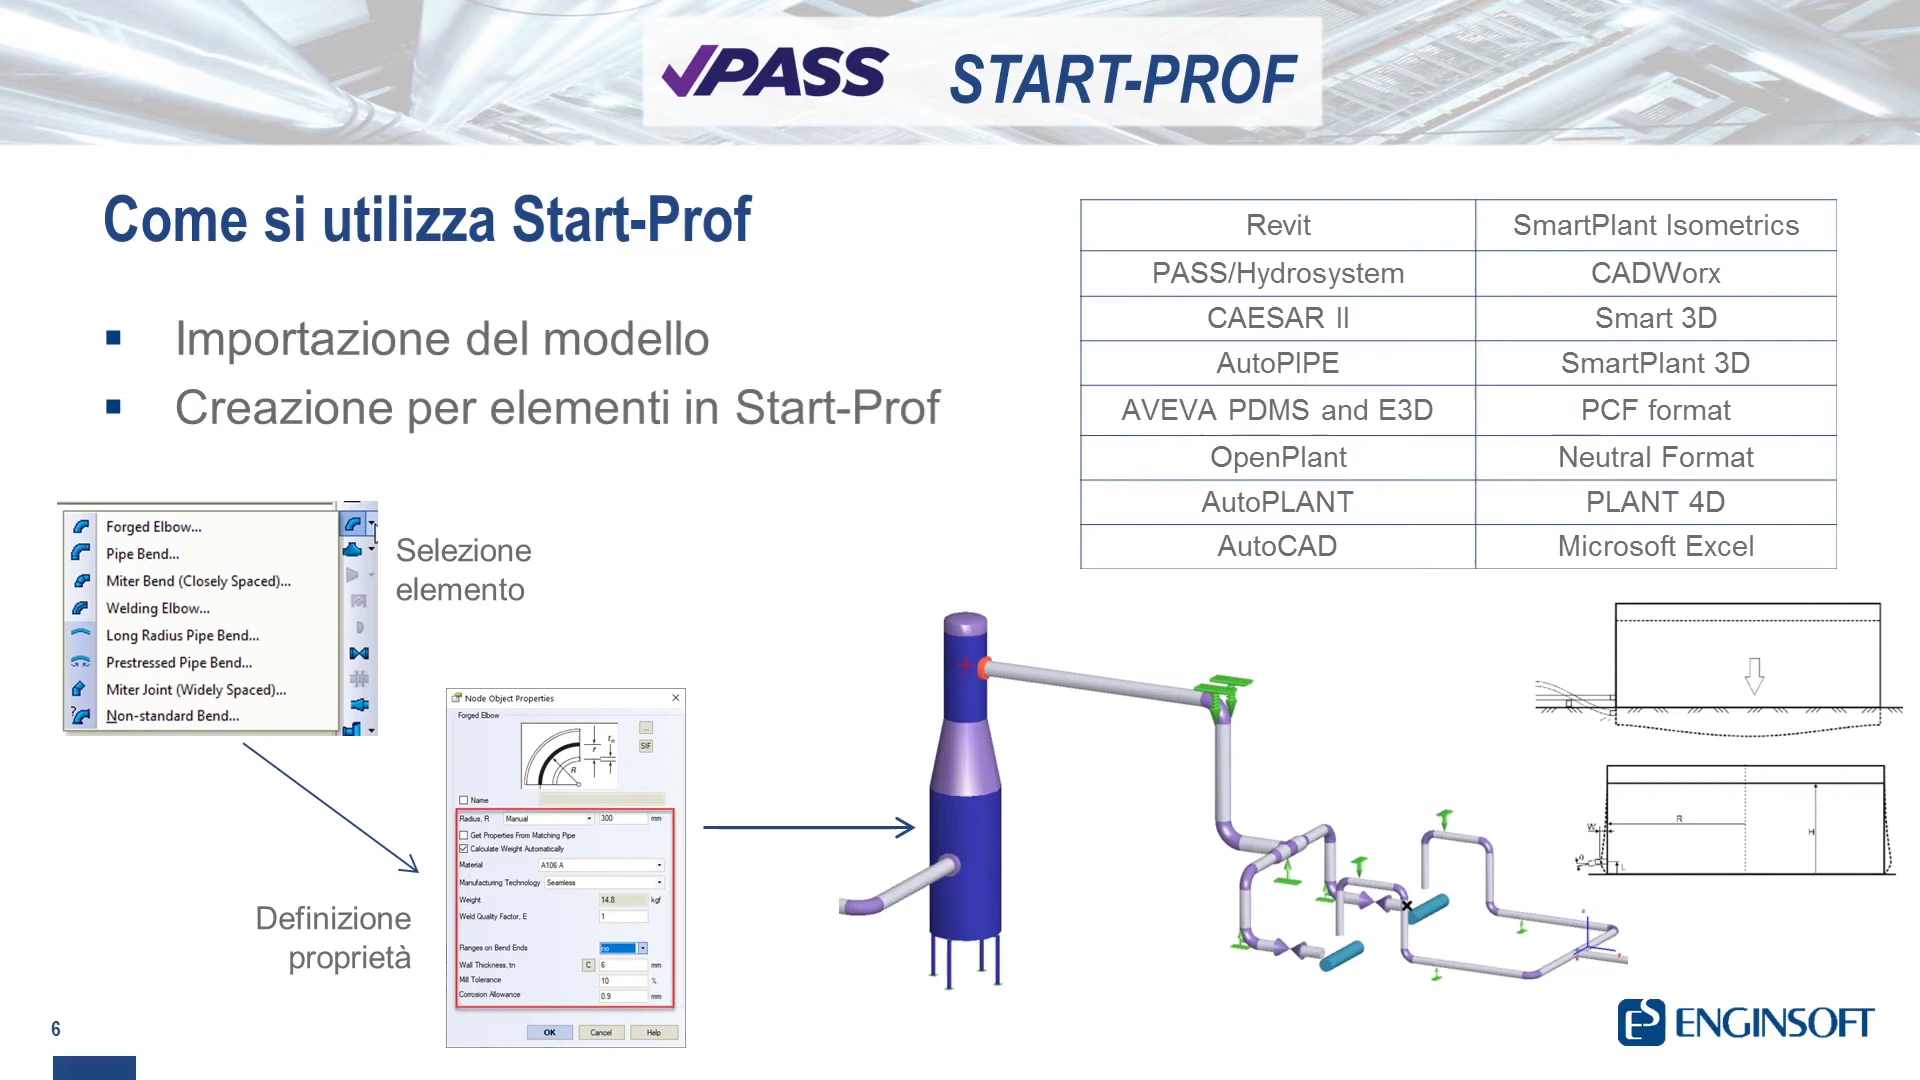 PASS START-PROF
Come si utilizza Start-Prof
Importazione del modello
Creazione per elementi in Start-Prof
Revit SmartPlant Isometrics
PASS/Hydrosystem CADWorx
CAESAR II Smart 3D
AutoPIPE SmartPlant 3D
AVEVA PDMS and E3D PCF format
OpenPlant Neutral Format
AutoPLANT PLANT 4D
AutoCAD Microsoft Excel
Forged Elbow...
Pipe Bend...
Miter Bend (Closely Spaced)...
Welding Elbow...
Long Radius Pipe Bend...
Prestressed Pipe Bend...
Miter Joint (Widely Spaced)...
Non-standard Bend...
Selezione
elemento
Definizione
proprietà
Node Object Properties
Forged Elbow
...
SIF
r tn
R
Name
Radius, R Manual 300 mm
Get Properties From Matching Pipe
Calculate Weight Automatically
Material A106 A
Manufacturing Technology Seamless
Weight 14.8 kgf
Weld Quality Factor, E 1
Flanges on Bend Ends no
Wall Thickness, tn C 6 mm
Mill Tolerance 10 %
Corrosion Allowance 0.9 mm
OK Cancel Help
W R H
θ L
6
ENGINSOFT